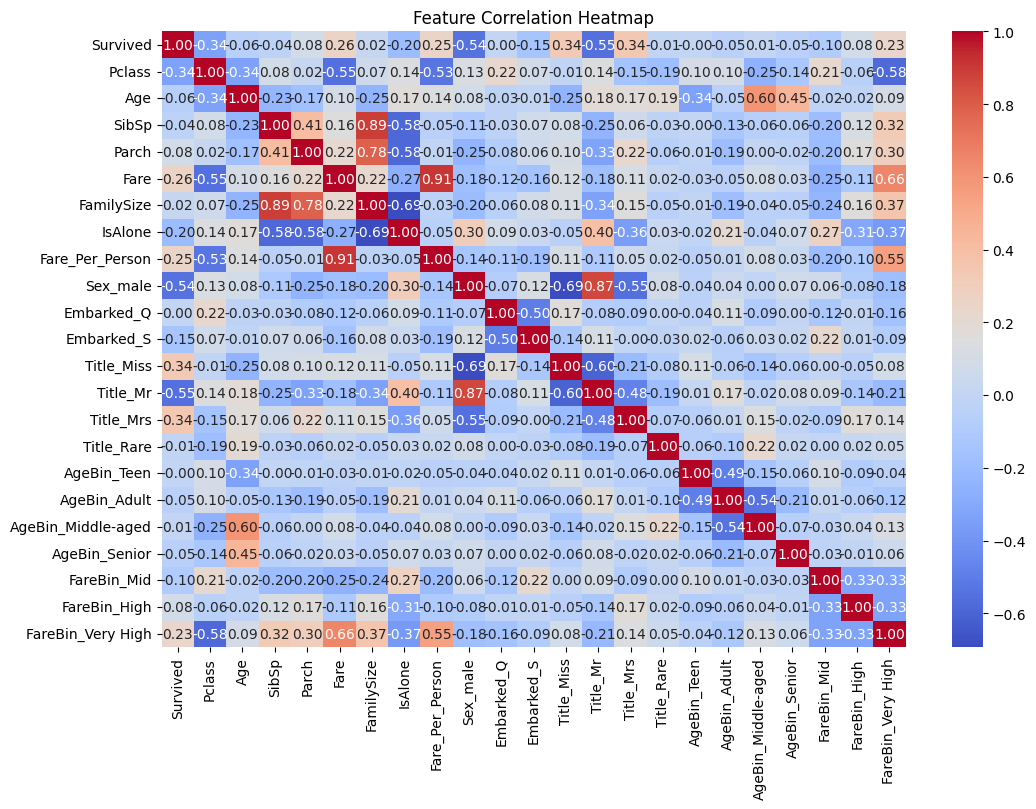 Feature Correlation Heatmap
Survived 1.00 -0.34 -0.06 -0.04 0.08 0.26 0.02 -0.20 0.25 -0.54 0.00 -0.15 0.34 -0.55 0.34 -0.01 -0.00 -0.05 0.01 -0.05 -0.10 0.08 0.23
Pclass -0.34 1.00 -0.34 0.08 0.02 -0.55 0.07 0.14 -0.53 0.13 0.22 0.07 -0.01 0.14 -0.15 -0.19 0.10 0.10 -0.25 -0.14 0.21 -0.06 -0.58
Age -0.06 -0.34 1.00 -0.23 -0.17 0.10 -0.25 0.17 0.14 0.08 -0.03 -0.01 -0.25 0.18 0.17 0.19 -0.34 -0.05 0.60 0.45 -0.02 -0.02 0.09
SibSp -0.04 0.08 -0.23 1.00 0.41 0.16 0.89 -0.58 -0.05 -0.11 -0.03 0.07 0.08 -0.25 0.06 -0.03 -0.00 -0.13 -0.06 -0.06 -0.20 0.12 0.32
Parch 0.08 0.02 -0.17 0.41 1.00 0.22 0.78 -0.58 -0.01 -0.25 -0.08 0.06 0.10 -0.33 0.22 -0.06 -0.01 -0.19 0.00 -0.02 -0.20 0.17 0.30
Fare 0.26 -0.55 0.10 0.16 0.22 1.00 0.22 -0.27 0.91 -0.18 -0.12 -0.16 0.12 -0.18 0.11 0.02 -0.03 -0.05 0.08 0.03 -0.25 -0.11 0.66
FamilySize 0.02 0.07 -0.25 0.89 0.78 0.22 1.00 -0.69 -0.03 -0.20 -0.06 0.08 0.11 -0.34 0.15 -0.05 -0.01 -0.19 -0.04 -0.05 -0.24 0.16 0.37
IsAlone -0.20 0.14 0.17 -0.58 -0.58 -0.27 -0.69 1.00 -0.05 0.30 0.09 0.03 -0.05 0.40 -0.36 0.03 -0.02 0.21 -0.04 0.07 0.27 -0.31 -0.37
Fare_Per_Person 0.25 -0.53 0.14 -0.05 -0.01 0.91 -0.03 -0.05 1.00 -0.14 -0.11 -0.19 0.11 -0.11 0.05 0.02 -0.05 0.01 0.08 0.03 -0.20 -0.10 0.55
Sex_male -0.54 0.13 0.08 -0.11 -0.25 -0.18 -0.20 0.30 -0.14 1.00 -0.07 0.12 -0.69 0.87 -0.55 0.08 -0.04 0.04 0.00 0.07 0.06 -0.08 -0.18
Embarked_Q 0.00 0.22 -0.03 -0.03 -0.08 -0.12 -0.06 0.09 -0.11 -0.07 1.00 -0.50 0.17 -0.08 -0.09 0.00 -0.04 0.11 -0.09 0.00 -0.12 -0.01 -0.16
Embarked_S -0.15 0.07 -0.01 0.07 0.06 -0.16 0.08 0.03 -0.19 0.12 -0.50 1.00 -0.14 0.11 -0.00 -0.03 0.02 -0.06 0.03 0.02 0.22 0.01 -0.09
Title_Miss 0.34 -0.01 -0.25 0.08 0.10 0.12 0.11 -0.05 0.11 -0.69 0.17 -0.14 1.00 -0.60 -0.21 -0.08 0.11 -0.06 -0.14 -0.06 0.00 -0.05 0.08
Title_Mr -0.55 0.14 0.18 -0.25 -0.33 -0.18 -0.34 0.40 -0.11 0.87 -0.08 0.11 -0.60 1.00 -0.48 -0.19 0.01 0.17 -0.02 0.08 0.09 -0.14 -0.21
Title_Mrs 0.34 -0.15 0.17 0.06 0.22 0.11 0.15 -0.36 0.05 -0.55 -0.09 -0.00 -0.21 -0.48 1.00 -0.07 -0.06 0.01 0.15 -0.02 -0.09 0.17 0.14
Title_Rare -0.01 -0.19 0.19 -0.03 -0.06 0.02 -0.05 0.03 0.02 0.08 0.00 -0.03 -0.08 -0.19 -0.07 1.00 -0.06 -0.10 0.22 0.02 0.00 0.02 0.05
AgeBin_Teen -0.00 0.10 -0.34 -0.00 -0.01 -0.03 -0.01 -0.02 -0.05 -0.04 -0.04 0.02 0.11 0.01 -0.06 -0.06 1.00 -0.49 -0.15 -0.06 0.10 -0.09 -0.04
AgeBin_Adult -0.05 0.10 -0.05 -0.13 -0.19 -0.05 -0.19 0.21 0.01 0.04 0.11 -0.06 -0.06 0.17 0.01 -0.10 -0.49 1.00 -0.54 -0.21 0.01 -0.06 -0.12
AgeBin_Middle-aged 0.01 -0.25 0.60 -0.06 0.00 0.08 -0.04 -0.04 0.08 0.00 -0.09 0.03 -0.14 -0.02 0.15 0.22 -0.15 -0.54 1.00 -0.07 -0.03 0.04 0.13
AgeBin_Senior -0.05 -0.14 0.45 -0.06 -0.02 0.03 -0.05 0.07 0.03 0.07 0.00 0.02 -0.06 0.08 -0.02 0.02 -0.06 -0.21 -0.07 1.00 -0.03 -0.01 0.06
FareBin_Mid -0.10 0.21 -0.02 -0.20 -0.20 -0.25 -0.24 0.27 -0.20 0.06 -0.12 0.22 0.00 0.09 -0.09 0.00 0.10 0.01 -0.03 -0.03 1.00 -0.33 -0.33
FareBin_High 0.08 -0.06 -0.02 0.12 0.17 -0.11 0.16 -0.31 -0.10 -0.08 -0.01 0.01 -0.05 -0.14 0.17 0.02 -0.09 -0.06 0.04 -0.01 -0.33 1.00 -0.33
FareBin_Very High 0.23 -0.58 0.09 0.32 0.30 0.66 0.37 -0.37 0.55 -0.18 -0.16 -0.09 0.08 -0.21 0.14 0.05 -0.04 -0.12 0.13 0.06 -0.33 -0.33 1.00
Survived
Pclass
Age
SibSp
Parch
Fare
FamilySize
IsAlone
Fare_Per_Person
Sex_male
Embarked_Q
Embarked_S
Title_Miss
Title_Mr
Title_Mrs
Title_Rare
AgeBin_Teen
AgeBin_Adult
AgeBin_Middle-aged
AgeBin_Senior
FareBin_Mid
FareBin_High
FareBin_Very High
1.0
0.8
0.6
0.4
0.2
0.0
−0.2
−0.4
−0.6